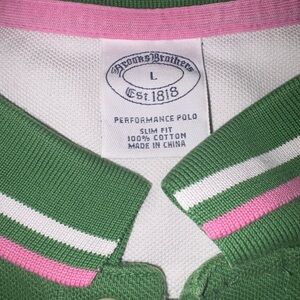 Brooks Brothers
L
Est. 1818
PERFORMANCE POLO
SLIM FIT
100% COTTON
MADE IN CHINA